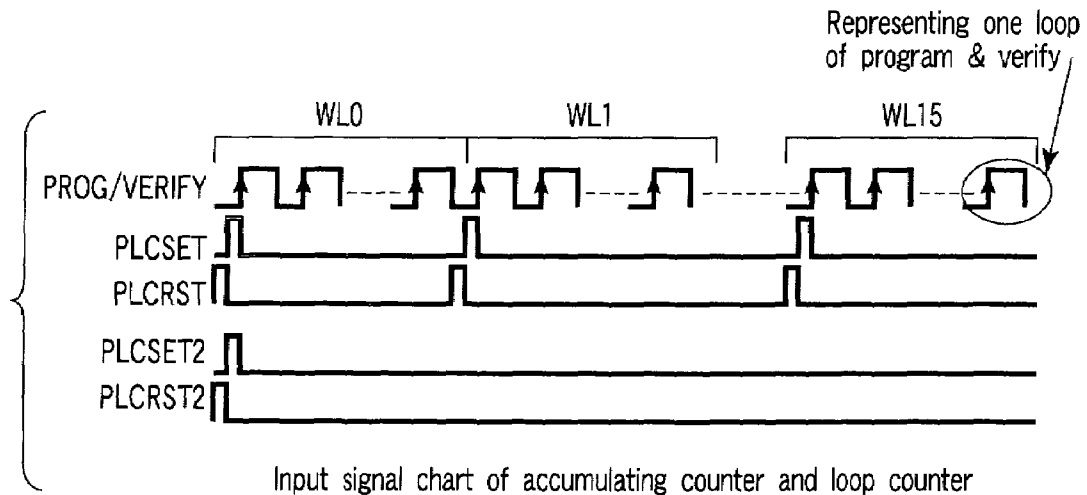 Representing one loop
of program & verify
WL0 WL1 WL15
PROG/VERIFY
PLCSET
PLCRST
PLCSET2
PLCRST2
Input signal chart of accumulating counter and loop counter